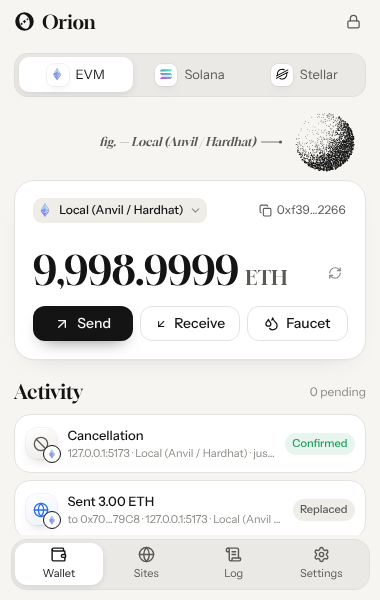 Orion
EVM
Solana
Stellar
fig. — Local (Anvil / Hardhat)
Local (Anvil / Hardhat)
0xf39...2266
9,998.9999 ETH
Send
Receive
Faucet
Activity
0 pending
Cancellation
127.0.0.1:5173 · Local (Anvil / Hardhat) · jus...
Confirmed
Sent 3.00 ETH
to 0x70...79C8 · 127.0.0.1:5173 · Local (Anvil ...
Replaced
Wallet
Sites
Log
Settings